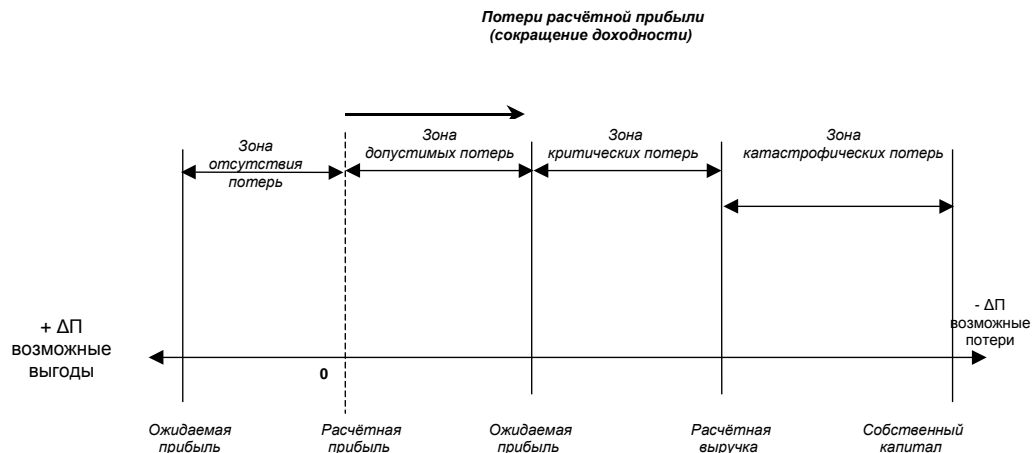 Потери расчётной прибыли
(сокращение доходности)
Зона
отсутствия
потерь
Зона
допустимых потерь
Зона
критических потерь
Зона
катастрофических потерь
+ ΔП
возможные
выгоды
0
- ΔП
возможные
потери
Ожидаемая
прибыль
Расчётная
прибыль
Ожидаемая
прибыль
Расчётная
выручка
Собственный
капитал